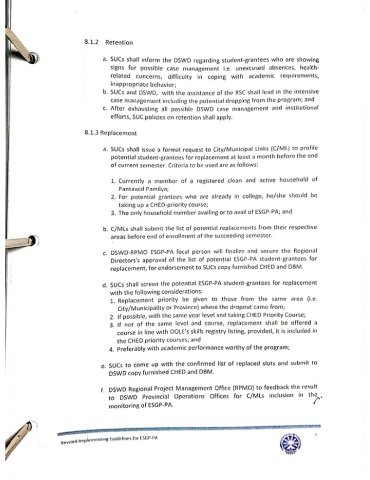 8.1.2 Retention
a. SUCs shall inform the DSWD regarding student-grantees who are showing
signs for possible case management i.e. unexcused absences, health-
related concerns, difficulty in coping with academic requirements,
inappropriate behavior;
b. SUCs and DSWD, with the assistance of the RSC shall lead in the intensive
case management including the potential dropping from the program; and
c. After exhausting all possible DSWD case management and institutional
efforts, SUC policies on retention shall apply.
8.1.3 Replacement
a. SUCs shall issue a formal request to City/Municipal Links (C/ML) to profile
potential student-grantees for replacement at least a month before the end
of current semester. Criteria to be used are as follows:
1. Currently a member of a registered clean and active household of
Pantawid Pamilya;
2. For potential grantees who are already in college, he/she should be
taking up a CHED-priority course;
3. The only household member availing or to avail of ESGP-PA; and
b. C/MLs shall submit the list of potential replacements from their respective
areas before end of enrollment of the succeeding semester.
c. DSWD-RPMO ESGP-PA focal person will finalize and secure the Regional
Directors's approval of the list of potential ESGP-PA student-grantees for
replacement, for endorsement to SUCs copy furnished CHED and DBM.
d. SUCs shall screen the potential ESGP-PA student-grantees for replacement
with the following considerations:
1. Replacement priority be given to those from the same area (i.e.
City/Municipality or Province) where the dropout came from;
2. If possible, with the same year level and taking CHED Priority Course;
3. If not of the same level and course, replacement shall be offered a
course in line with DOLE's skills registry listing, provided, it is included in
the CHED priority courses; and
4. Preferably with academic performance worthy of the program;
e. SUCs to come up with the confirmed list of replaced slots and submit to
DSWD copy furnished CHED and DBM.
f. DSWD Regional Project Management Office (RPMO) to feedback the result
to DSWD Provincial Operations Offices for C/MLs inclusion in the
monitoring of ESGP-PA.
Revised Implementing Guidelines for ESGP-PA